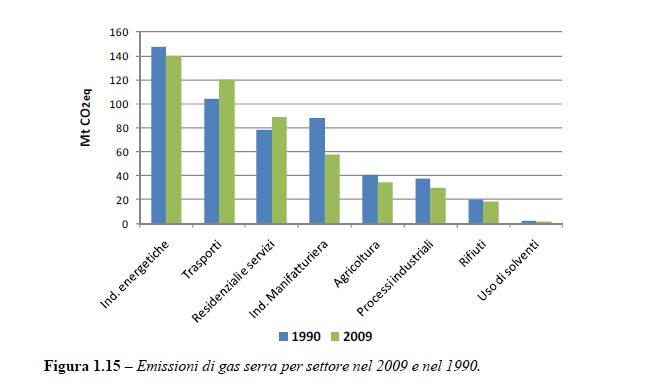 160
140
120
100
80
60
40
20
0
Mt CO2eq
Ind. energetiche
Trasporti
Residenziali e servizi
Ind. Manifatturiera
Agricoltura
Processi industriali
Rifiuti
Uso di solventi
1990 2009
Figura 1.15 – Emissioni di gas serra per settore nel 2009 e nel 1990.